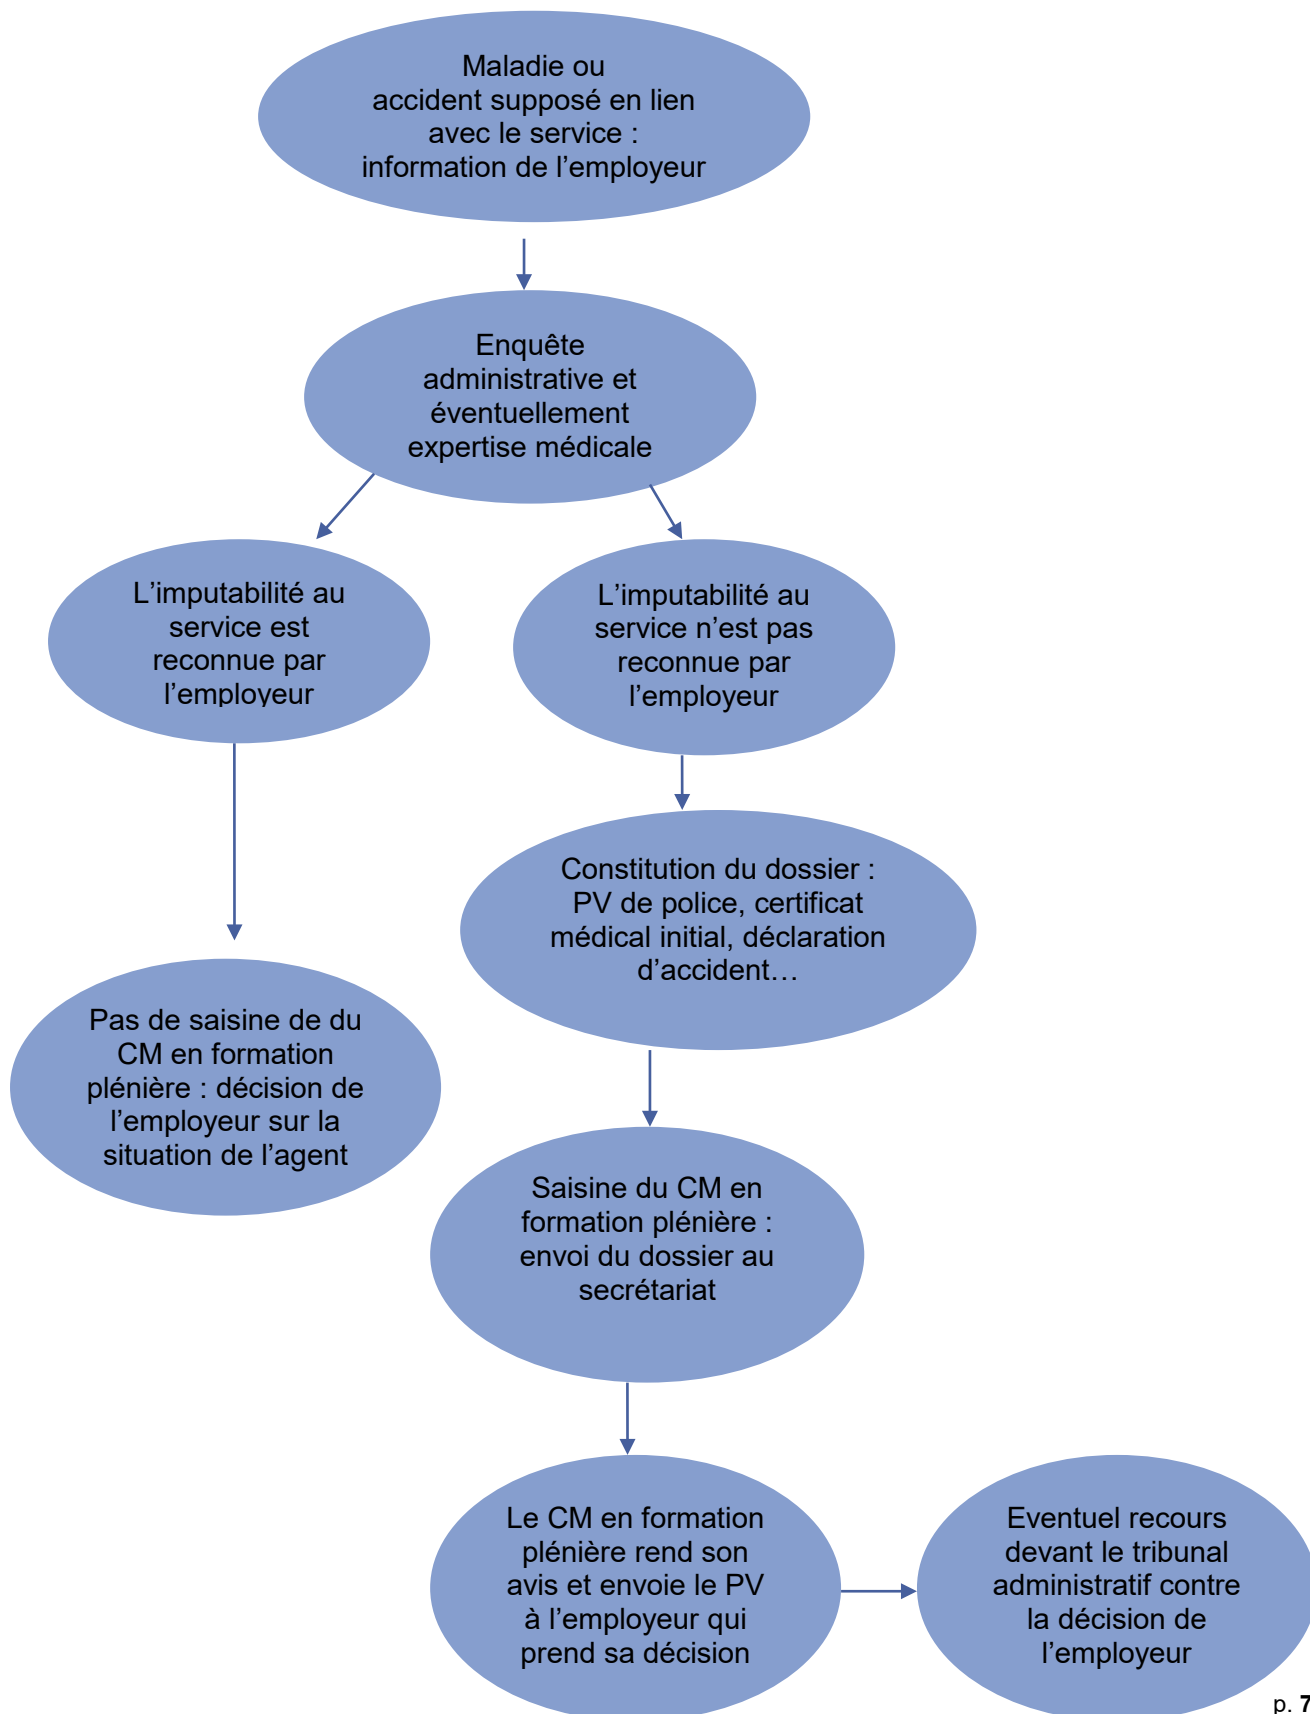 Maladie ou
accident supposé en lien
avec le service :
information de l’employeur
Enquête
administrative et
éventuellement
expertise médicale
L’imputabilité au
service est
reconnue par
l’employeur
L’imputabilité au
service n’est pas
reconnue par
l’employeur
Constitution du dossier :
PV de police, certificat
médical initial, déclaration
d’accident…
Pas de saisine de du
CM en formation
plénière : décision de
l’employeur sur la
situation de l’agent
Saisine du CM en
formation plénière :
envoi du dossier au
secrétariat
Le CM en formation
plénière rend son
avis et envoie le PV
à l’employeur qui
prend sa décision
Eventuel recours
devant le tribunal
administratif contre
la décision de
l’employeur
p. 7